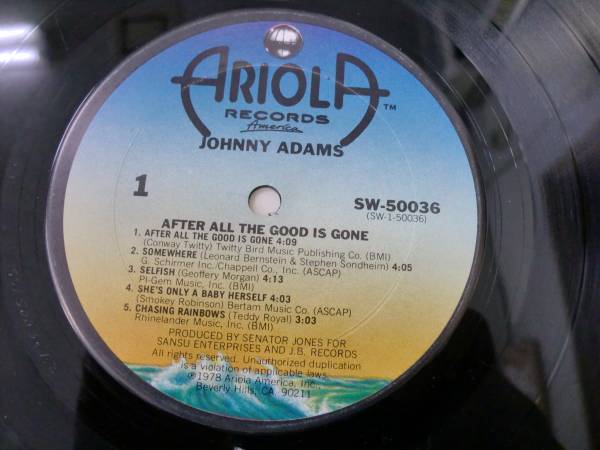 ARIOLA™
RECORDS
America
JOHNNY ADAMS
1
SW-50036
(SW-1-50036)
AFTER ALL THE GOOD IS GONE
1. AFTER ALL THE GOOD IS GONE 4:09
(Conway Twitty) Twitty Bird Music Publishing Co. (BMI)
2. SOMEWHERE (Leonard Bernstein & Stephen Sondheim) 4:05
G. Schirmer Inc./Chappell Co., Inc. (ASCAP)
3. SELFISH (Geoffery Morgan) 4:13
Pi-Gem Music, Inc. (BMI)
4. SHE'S ONLY A BABY HERSELF 4:03
(Smokey Robinson) Bertam Music Co. (ASCAP)
5. CHASING RAINBOWS (Teddy Royal) 3:03
Rhinelander Music, Inc. (BMI)
PRODUCED BY SENATOR JONES FOR
SANSU ENTERPRISES AND J.B. RECORDS
All rights reserved. Unauthorized duplication
is a violation of applicable laws.
℗1978 Ariola America, Inc.,
Beverly Hills, CA. 90211